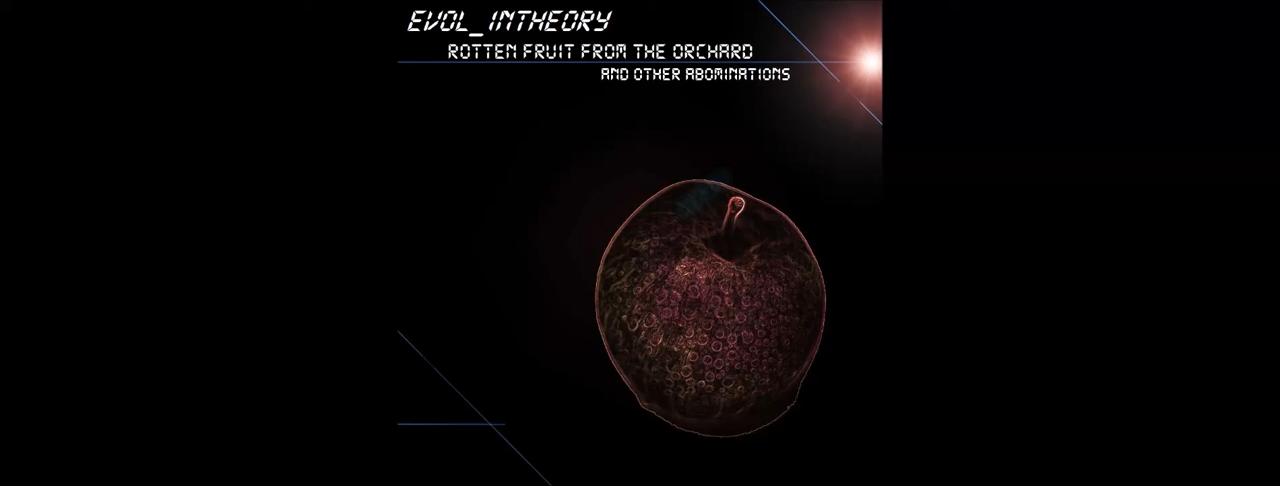 EVOL_INTHEORY
ROTTEN FRUIT FROM THE ORCHARD
AND OTHER ABOMINATIONS